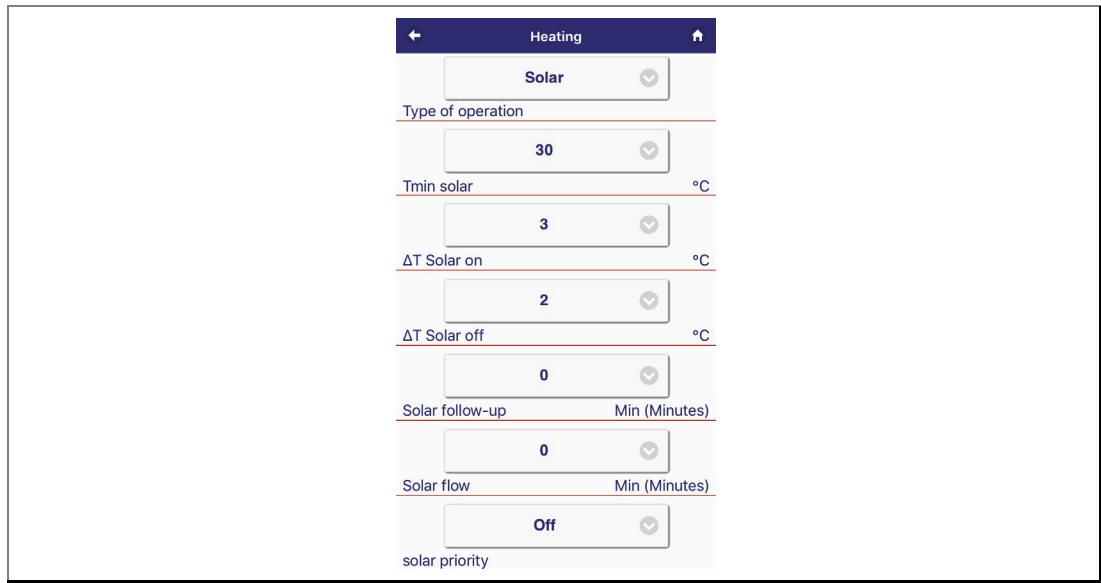 Heating
Solar
Type of operation
30
Tmin solar °C
3
ΔT Solar on °C
2
ΔT Solar off °C
0
Solar follow-up Min (Minutes)
0
Solar flow Min (Minutes)
Off
solar priority